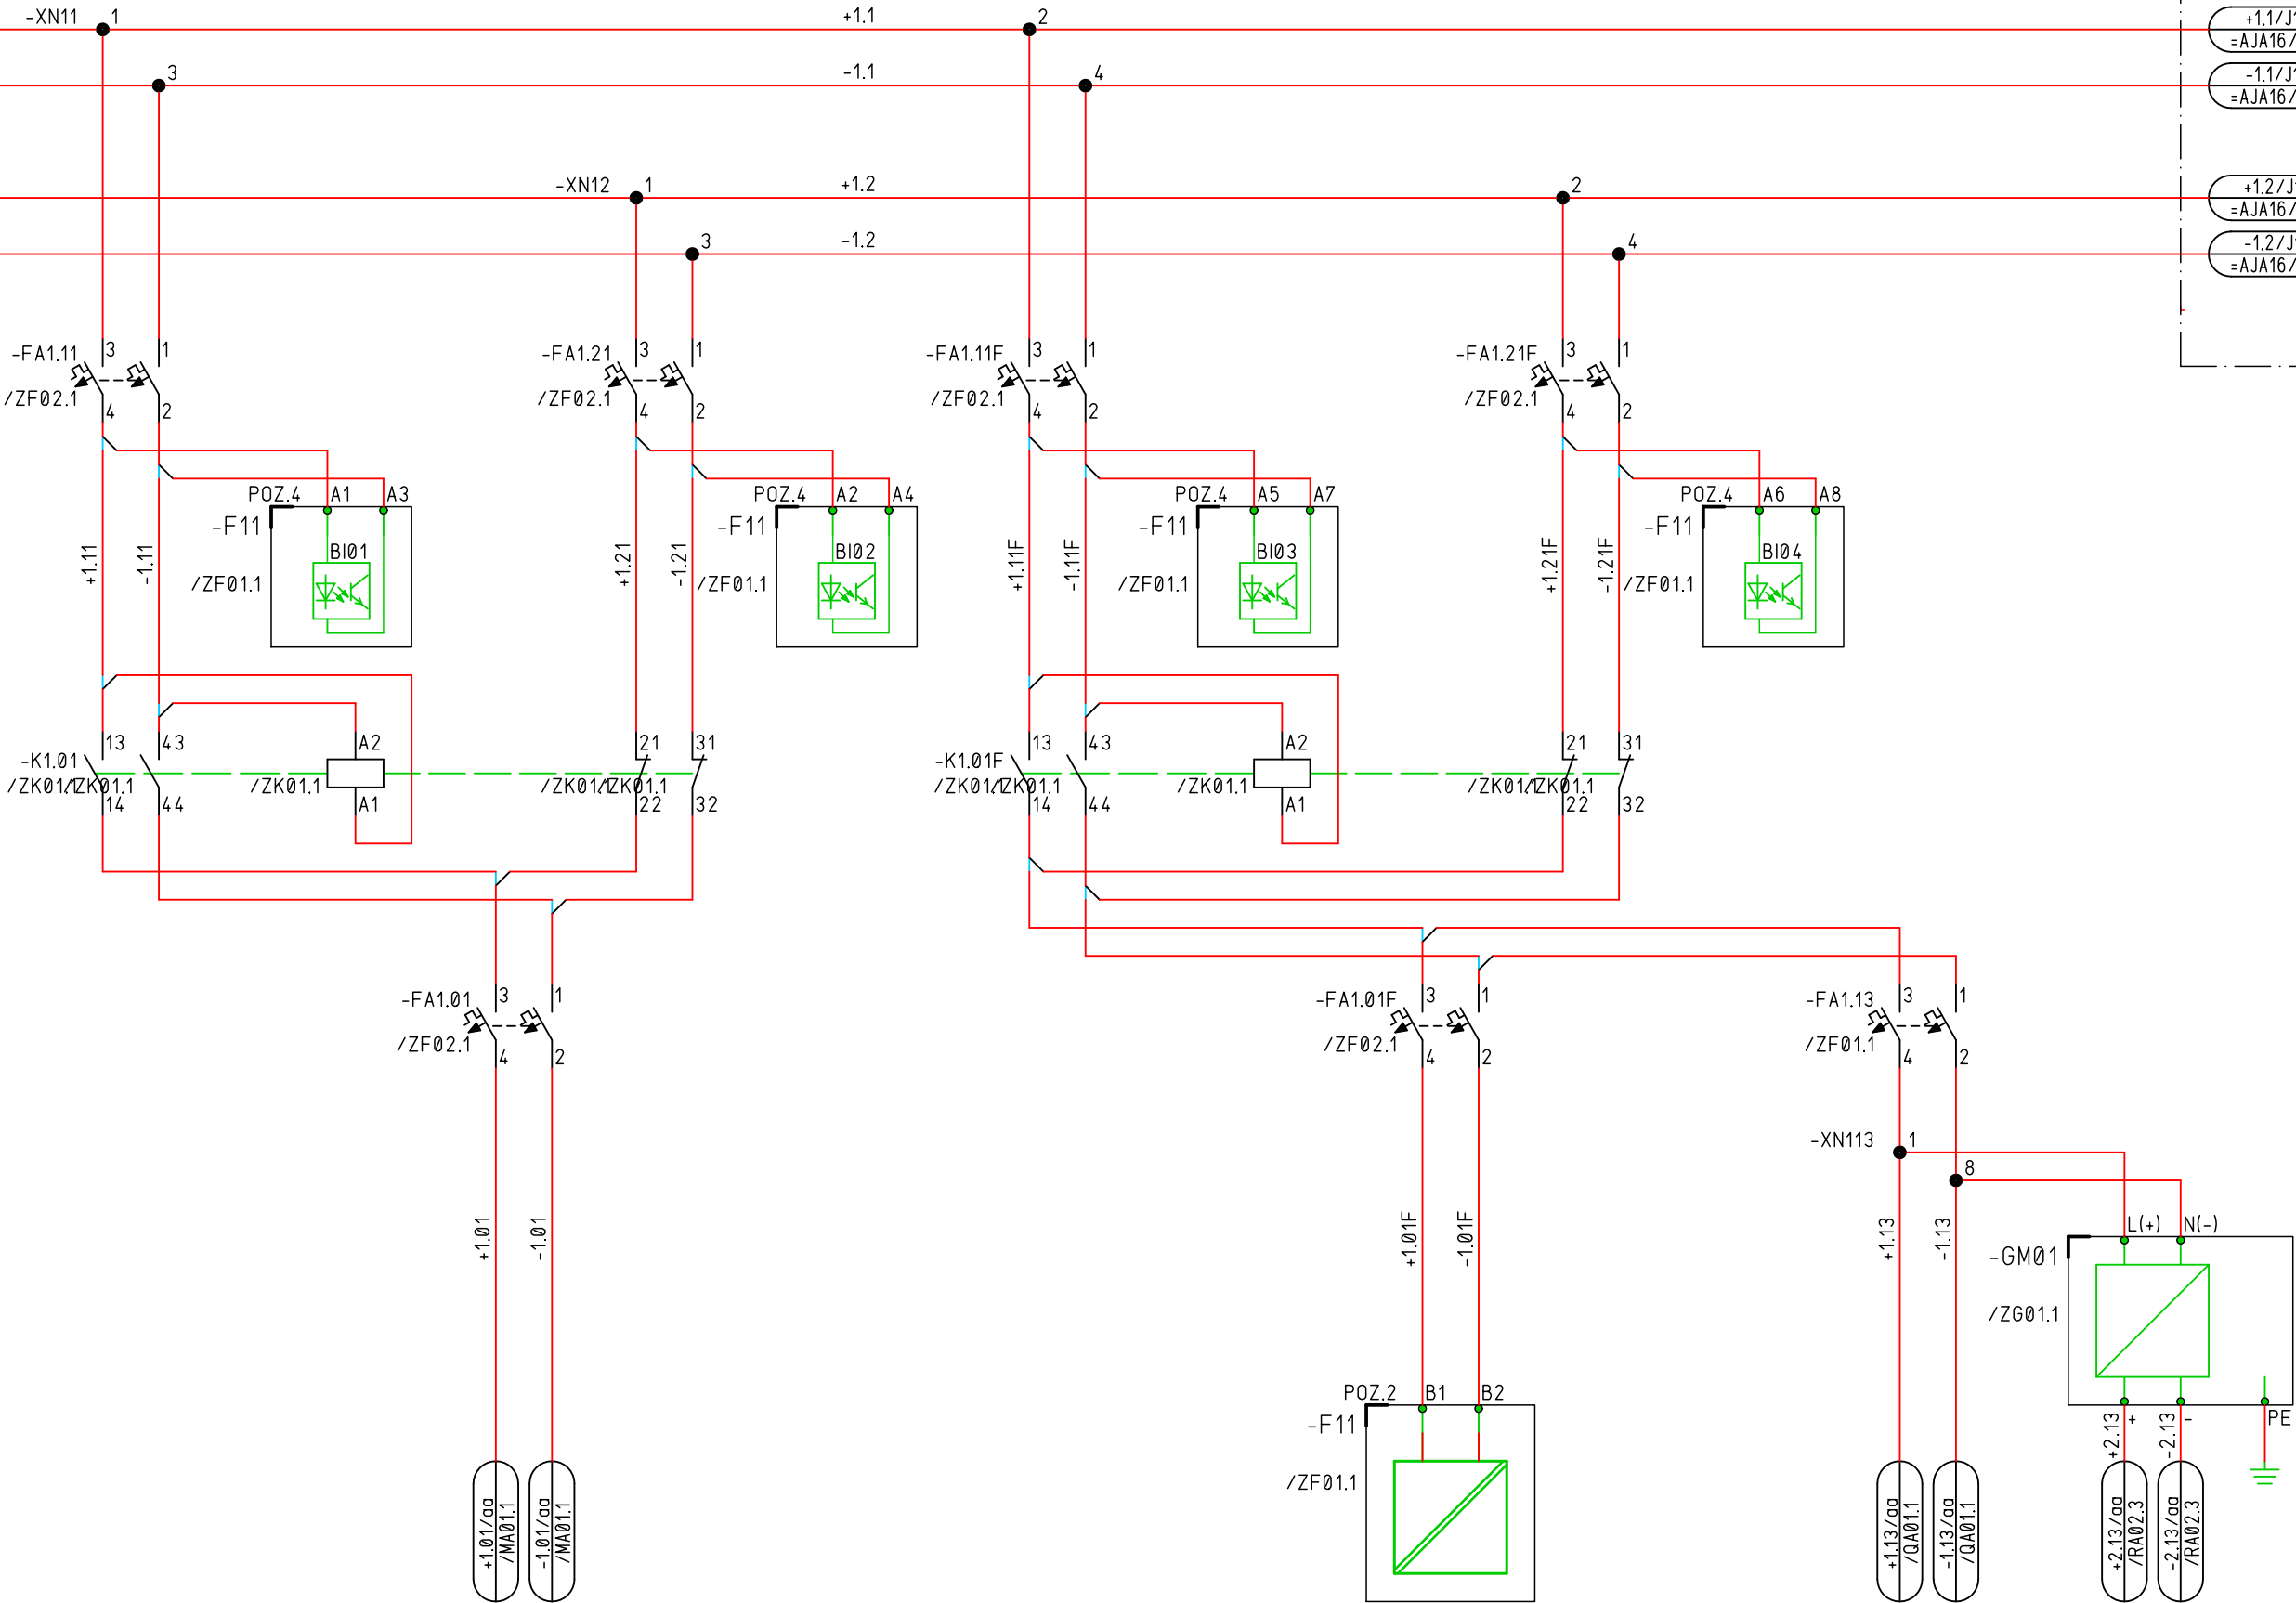 -XN11 1 +1.1 2 +1.1/J1
=AJA16/
3 -1.1 4 -1.1/J1
=AJA16/
-XN12 1 +1.2 2 +1.2/J1
=AJA16/
3 -1.2 4 -1.2/J1
=AJA16/
-FA1.11 3 1 -FA1.21 3 1 -FA1.11F 3 1 -FA1.21F 3 1
/ZF02.1 4 2 /ZF02.1 4 2 /ZF02.1 4 2 /ZF02.1 4 2
POZ.4 A1 A3 POZ.4 A2 A4 POZ.4 A5 A7 POZ.4 A6 A8
-F11 -F11 -F11 -F11
BI01 BI02 BI03 BI04
+1.11 -1.11 /ZF01.1 +1.21 -1.21 /ZF01.1 +1.11F -1.11F /ZF01.1 +1.21F -1.21F /ZF01.1
13 43 A2 21 31 13 43 A2 21 31
-K1.01 -K1.01F
/ZK01.1 /ZK01.1 /ZK01.1 /ZK01.1 /ZK01.1 /ZK01.1 /ZK01.1 /ZK01.1 /ZK01.1 /ZK01.1
14 44 A1 22 32 14 44 A1 22 32
-FA1.01 3 1 -FA1.01F 3 1 -FA1.13 3 1
/ZF02.1 4 2 /ZF02.1 4 2 /ZF01.1 4 2
-XN113 1
8
+1.01 -1.01 +1.01F -1.01F +1.13 -1.13
L(+) N(-)
-GM01
/ZG01.1
POZ.2 B1 B2
-F11
+2.13 + -2.13 - PE
/ZF01.1
+1.01/aa
/MA01.1
-1.01/aa
/MA01.1
+1.13/aa
/QA01.1
-1.13/aa
/QA01.1
+2.13/aa
/RA02.3
-2.13/aa
/RA02.3